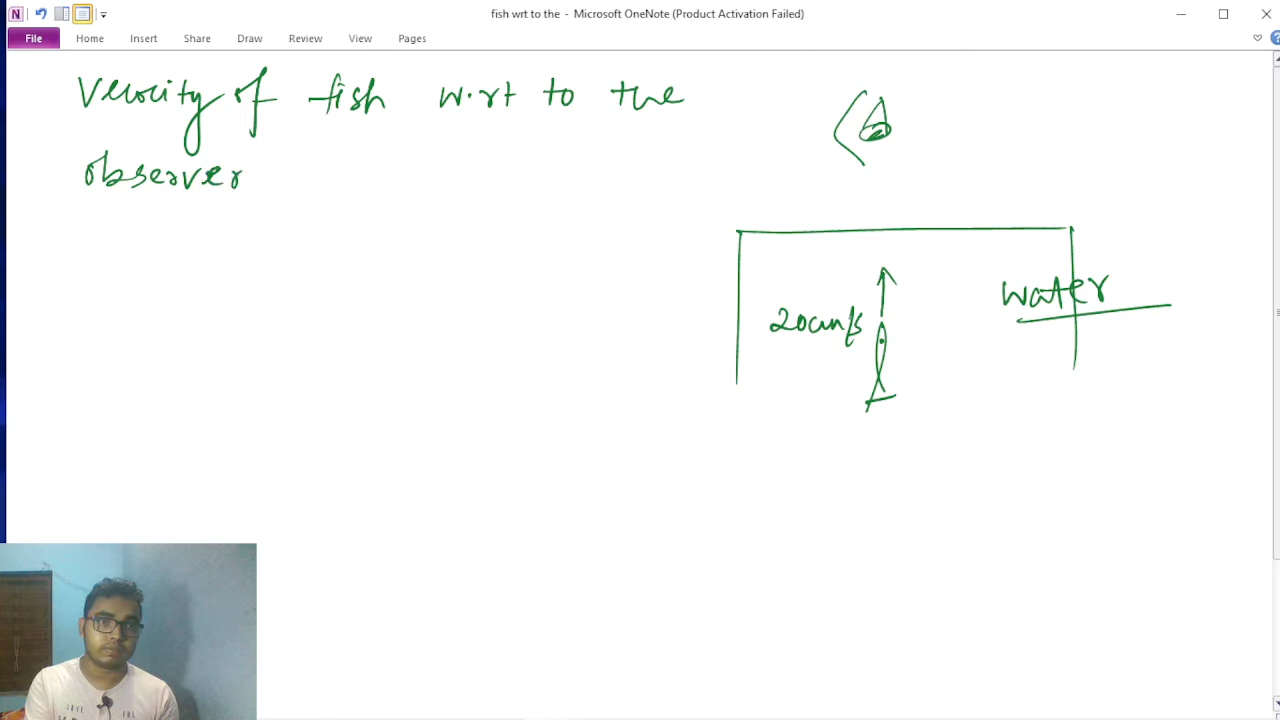 fish wrt to the - Microsoft OneNote (Product Activation Failed)
File Home Insert Share Draw Review View Pages
Velocity of fish w.r.t to the
observer
water
20cm/s